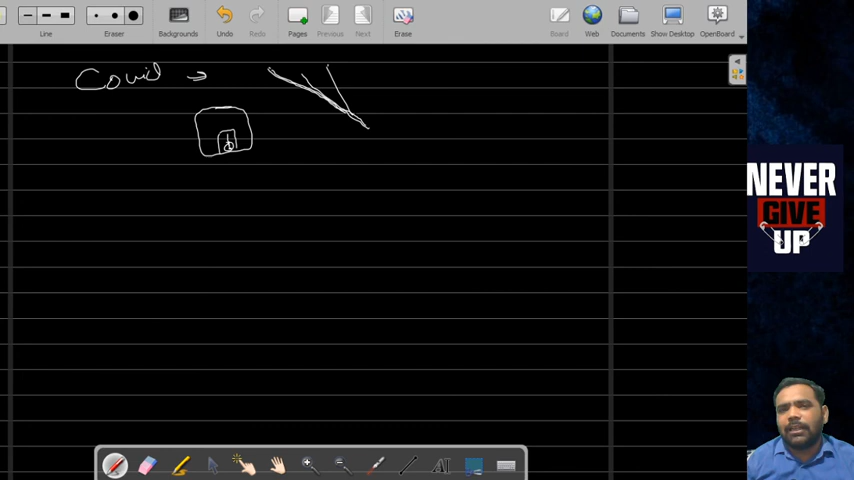 Line
Eraser
Backgrounds
Undo
Redo
Pages
Previous
Next
Erase
Board
Web
Documents
Show Desktop
OpenBoard
Covid →
NEVER
GIVE
UP
AI